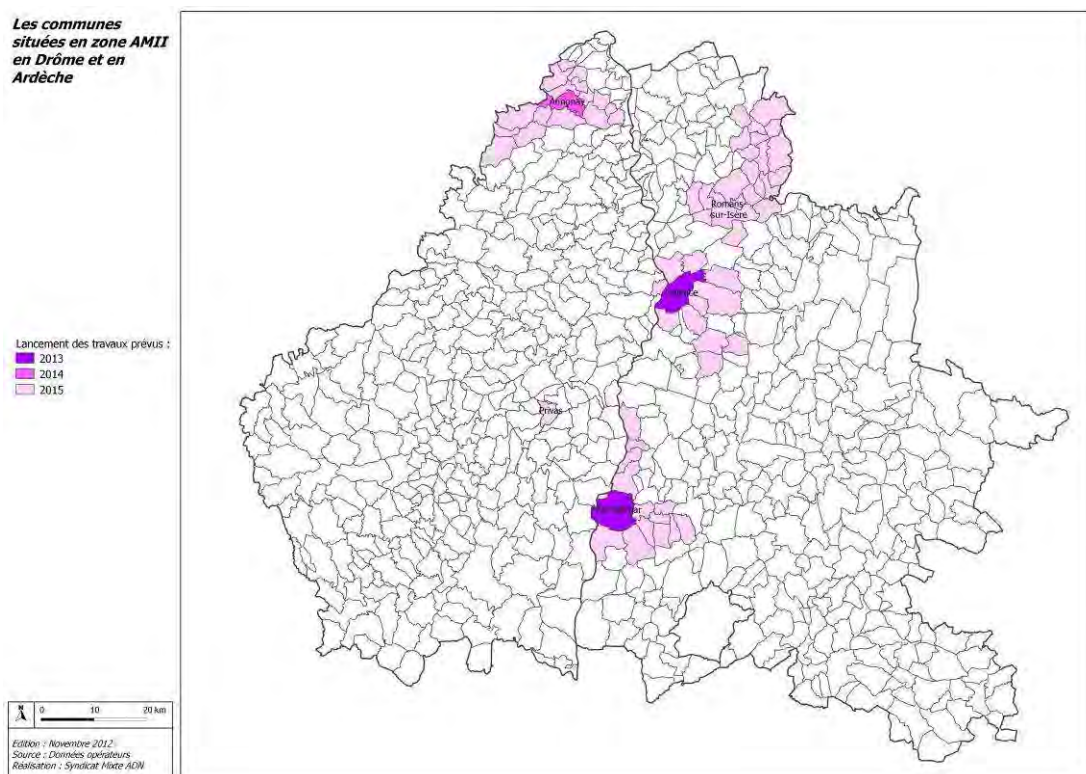 Les communes
situées en zone AMII
en Drôme et en
Ardèche
Annonay
Romans
-sur-Isère
Valence
Privas
Montélimar
Lancement des travaux prévus :
2013
2014
2015
N
0 10 20 km
Edition : Novembre 2012
Source : Données opérateurs
Réalisation : Syndicat Mixte ADN